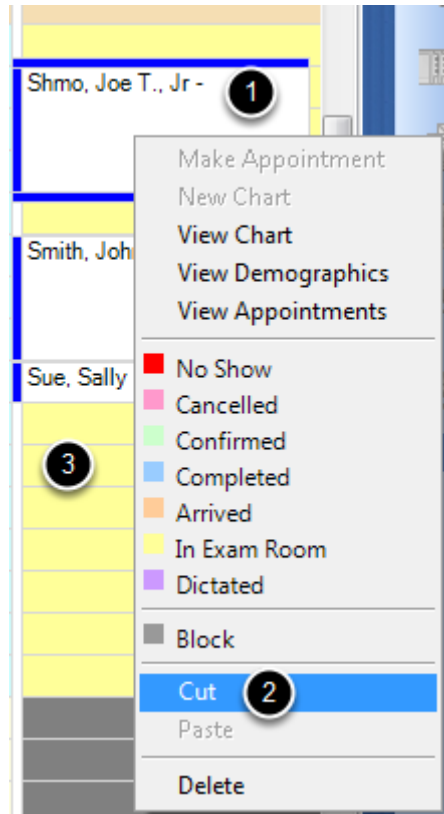 Shmo, Joe T., Jr -
1
Make Appointment
New Chart
View Chart
Smith, Joh
View Demographics
View Appointments
Sue, Sally
No Show
Cancelled
Confirmed
3
Completed
Arrived
In Exam Room
Dictated
Block
Cut
2
Paste
Delete